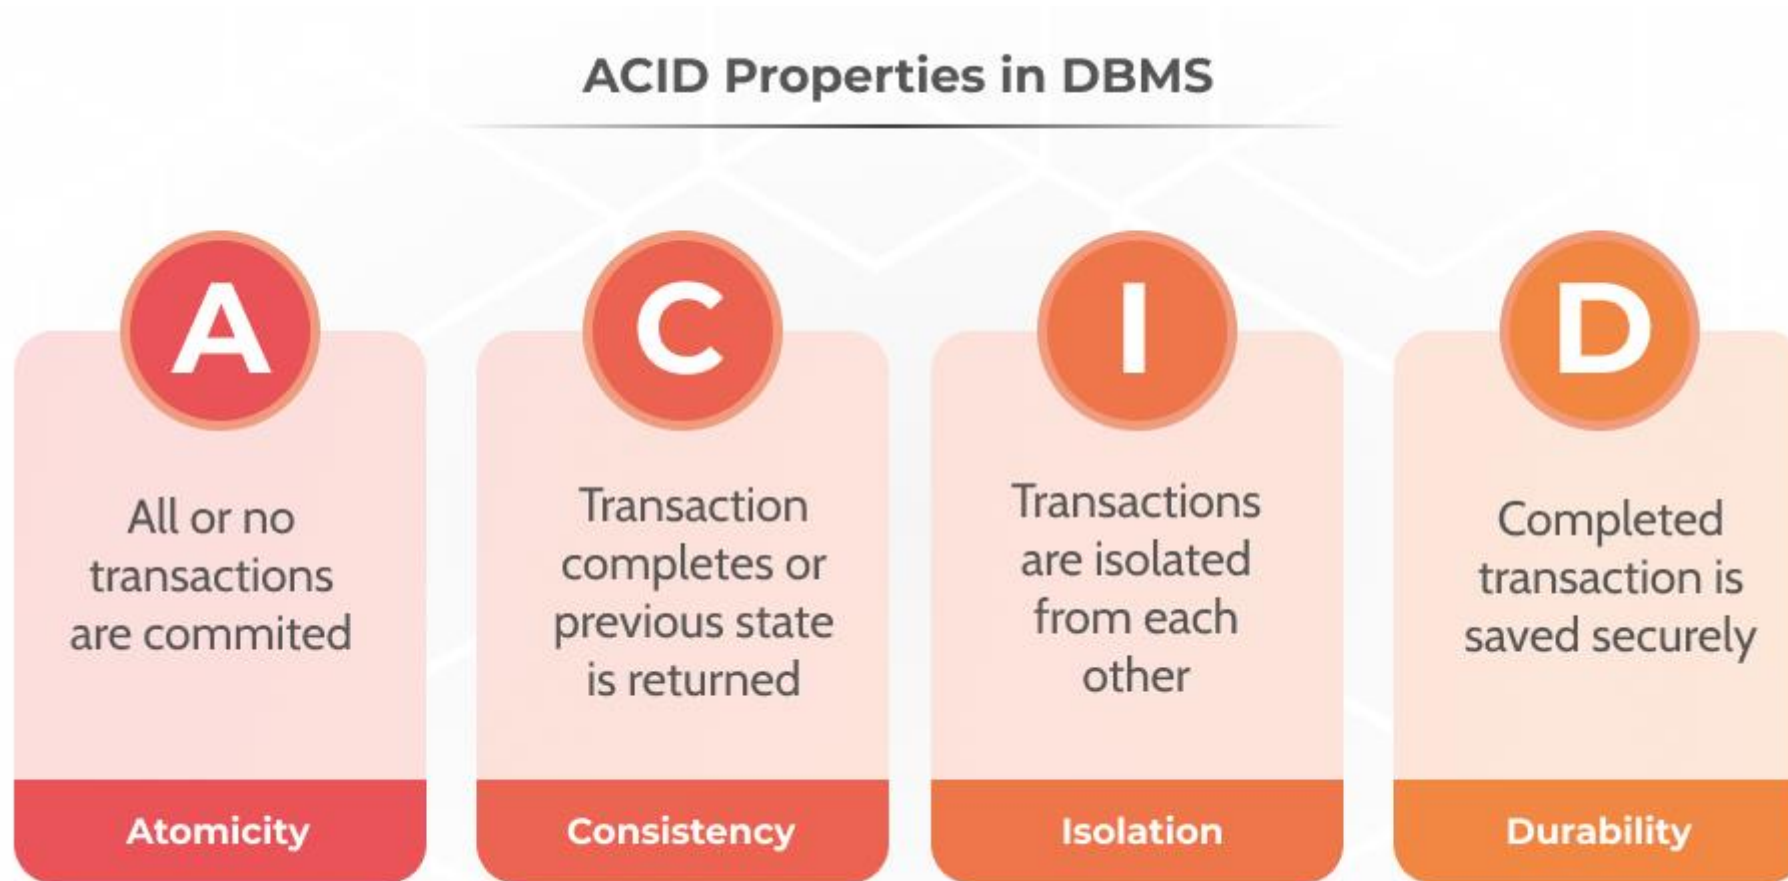 ACID Properties in DBMS
A
All or no
transactions
are commited
Atomicity
C
Transaction
completes or
previous state
is returned
Consistency
I
Transactions
are isolated
from each
other
Isolation
D
Completed
transaction is
saved securely
Durability